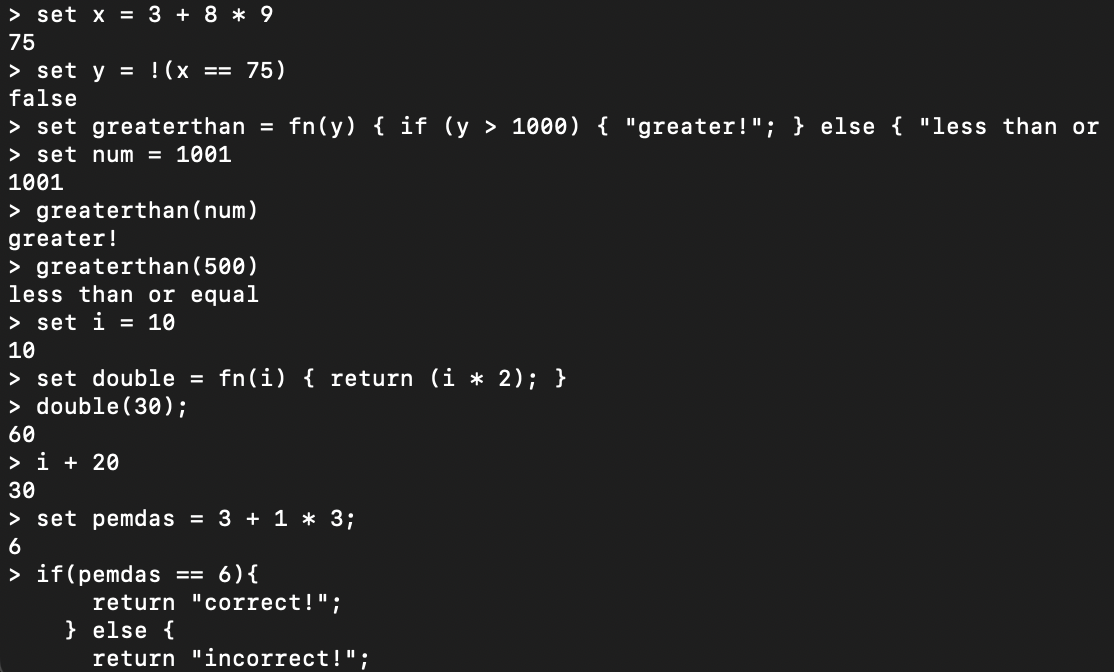 > set x = 3 + 8 * 9
75
> set y = !(x == 75)
false
> set greaterthan = fn(y) { if (y > 1000) { "greater!"; } else { "less than or
> set num = 1001
1001
> greaterthan(num)
greater!
> greaterthan(500)
less than or equal
> set i = 10
10
> set double = fn(i) { return (i * 2); }
> double(30);
60
> i + 20
30
> set pemdas = 3 + 1 * 3;
6
> if(pemdas == 6){
      return "correct!";
    } else {
      return "incorrect!";